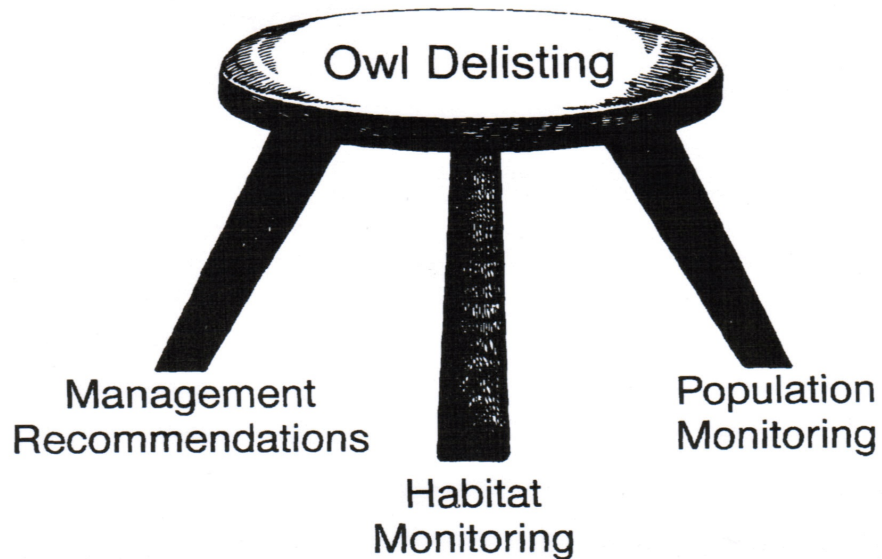 Owl Delisting
Management
Recommendations
Habitat
Monitoring
Population
Monitoring